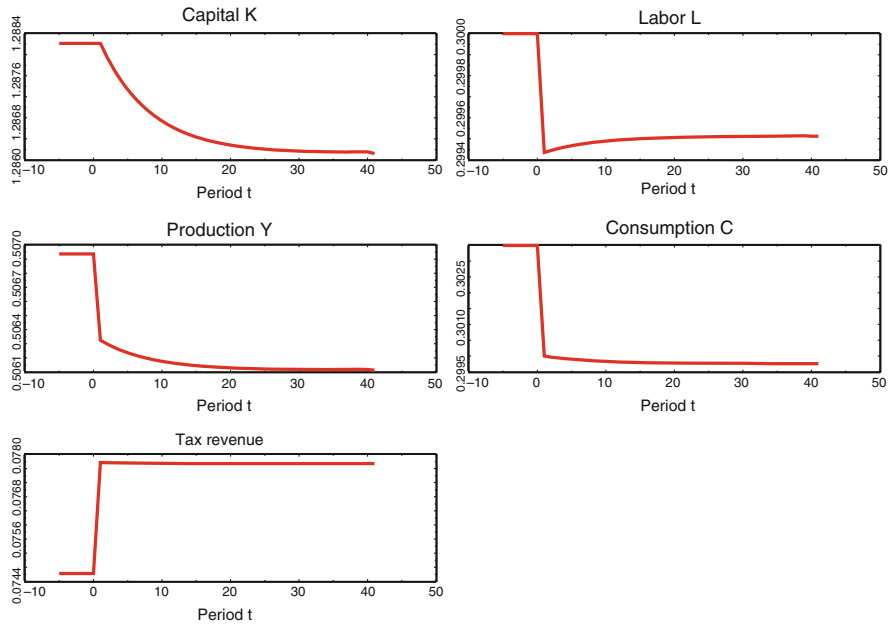 Capital K
1.2884
1.2876
1.2868
1.2860
−10 0 10 20 30 40 50
Period t
Labor L
0.3000
0.2998
0.2996
0.2994
−10 0 10 20 30 40 50
Period t
Production Y
0.5070
0.5067
0.5064
0.5061
−10 0 10 20 30 40 50
Period t
Consumption C
0.3025
0.3010
0.2995
−10 0 10 20 30 40 50
Period t
Tax revenue
0.0780
0.0768
0.0756
0.0744
−10 0 10 20 30 40 50
Period t